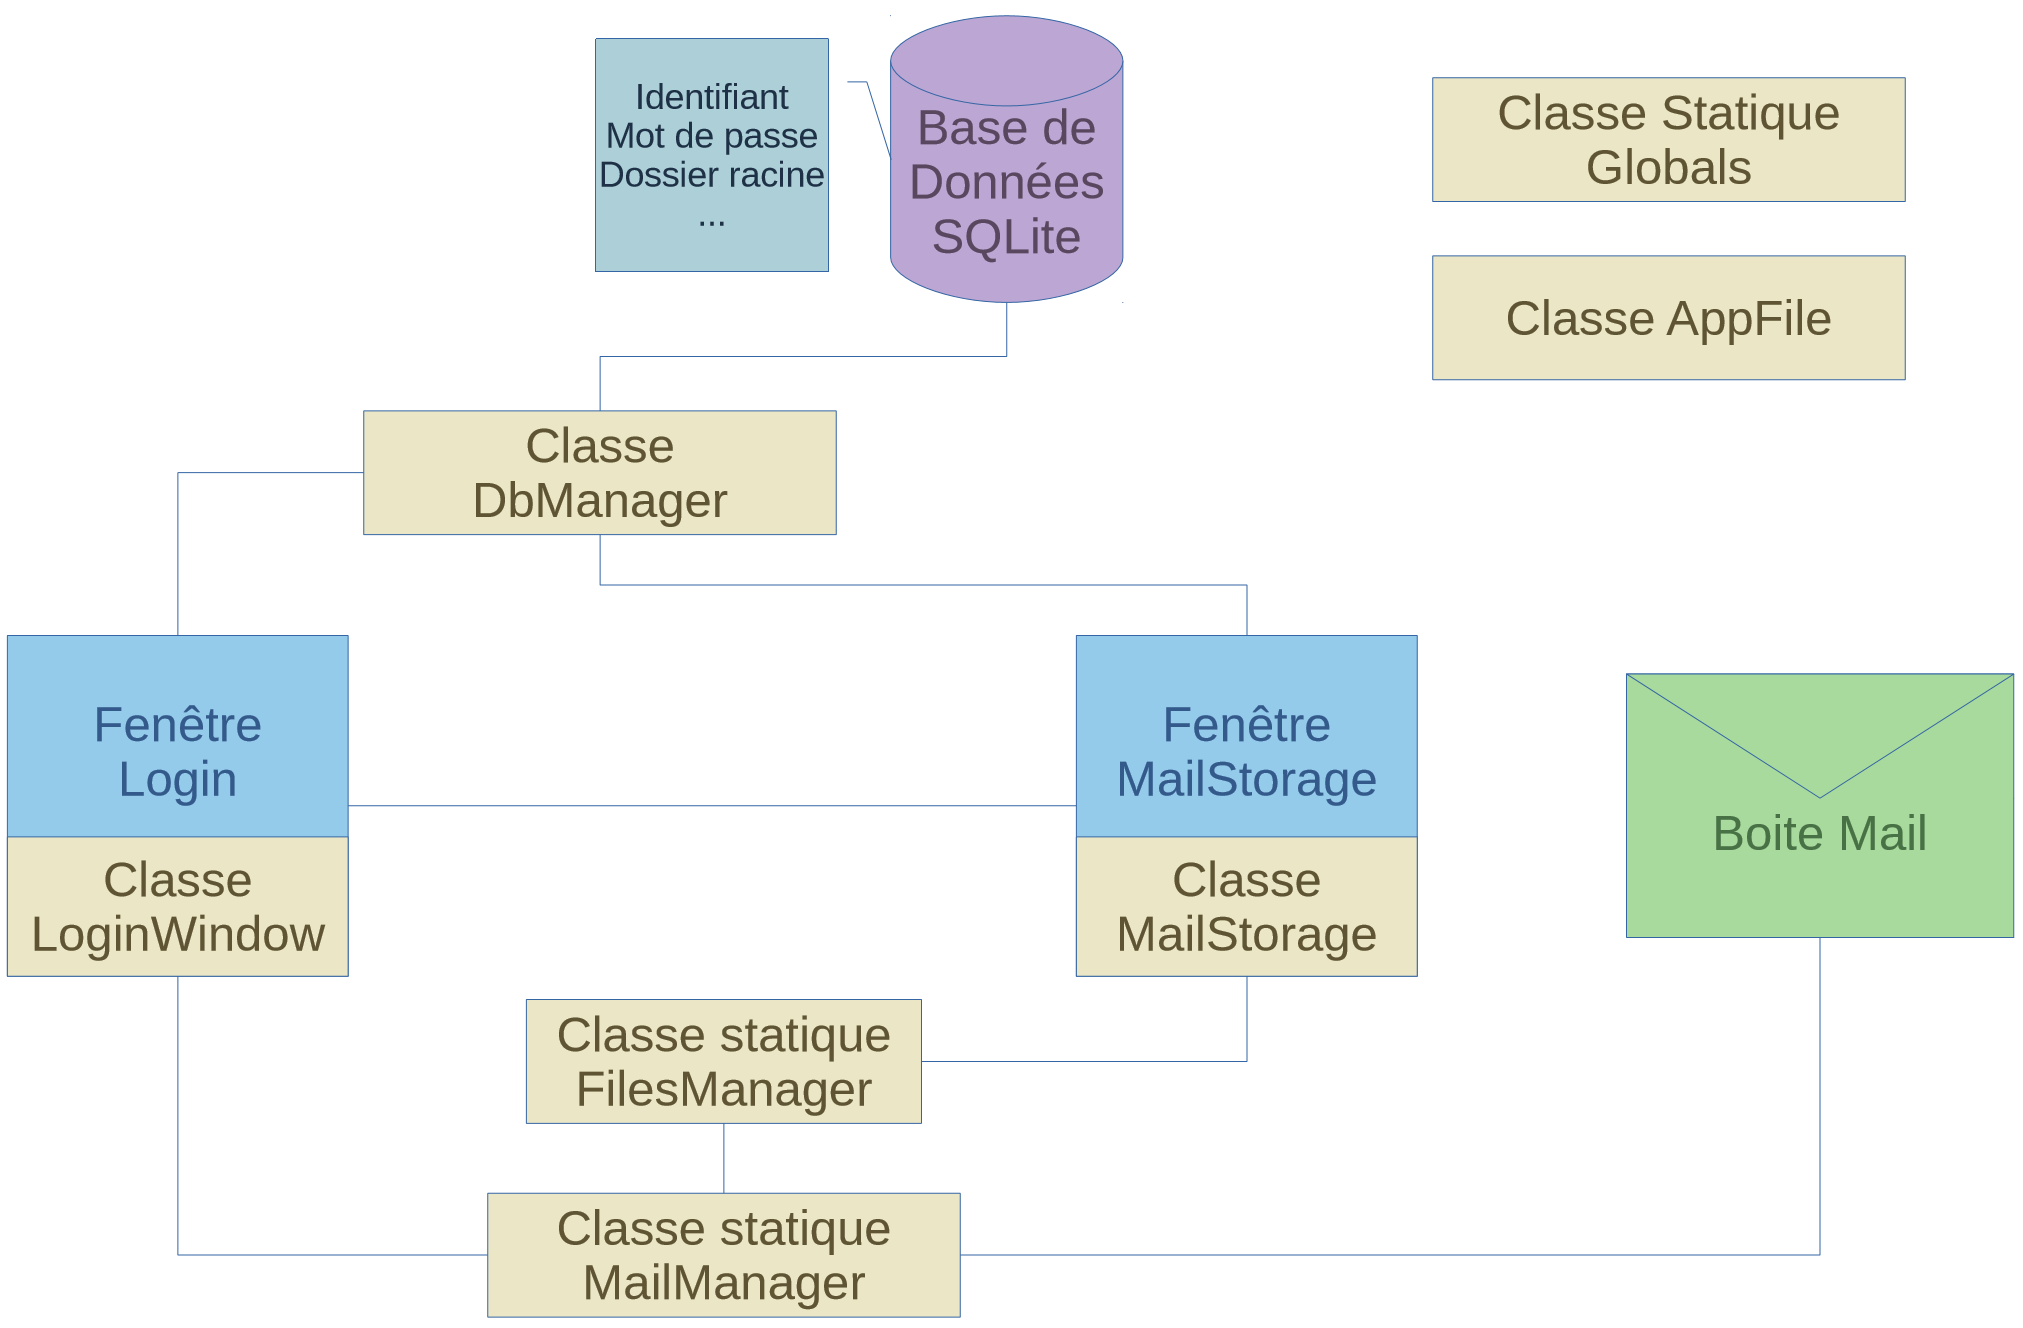 Identifiant
Mot de passe
Dossier racine
...
Base de
Données
SQLite
Classe Statique
Globals
Classe AppFile
Classe
DbManager
Fenêtre
Login
Classe
LoginWindow
Fenêtre
MailStorage
Classe
MailStorage
Boite Mail
Classe statique
FilesManager
Classe statique
MailManager